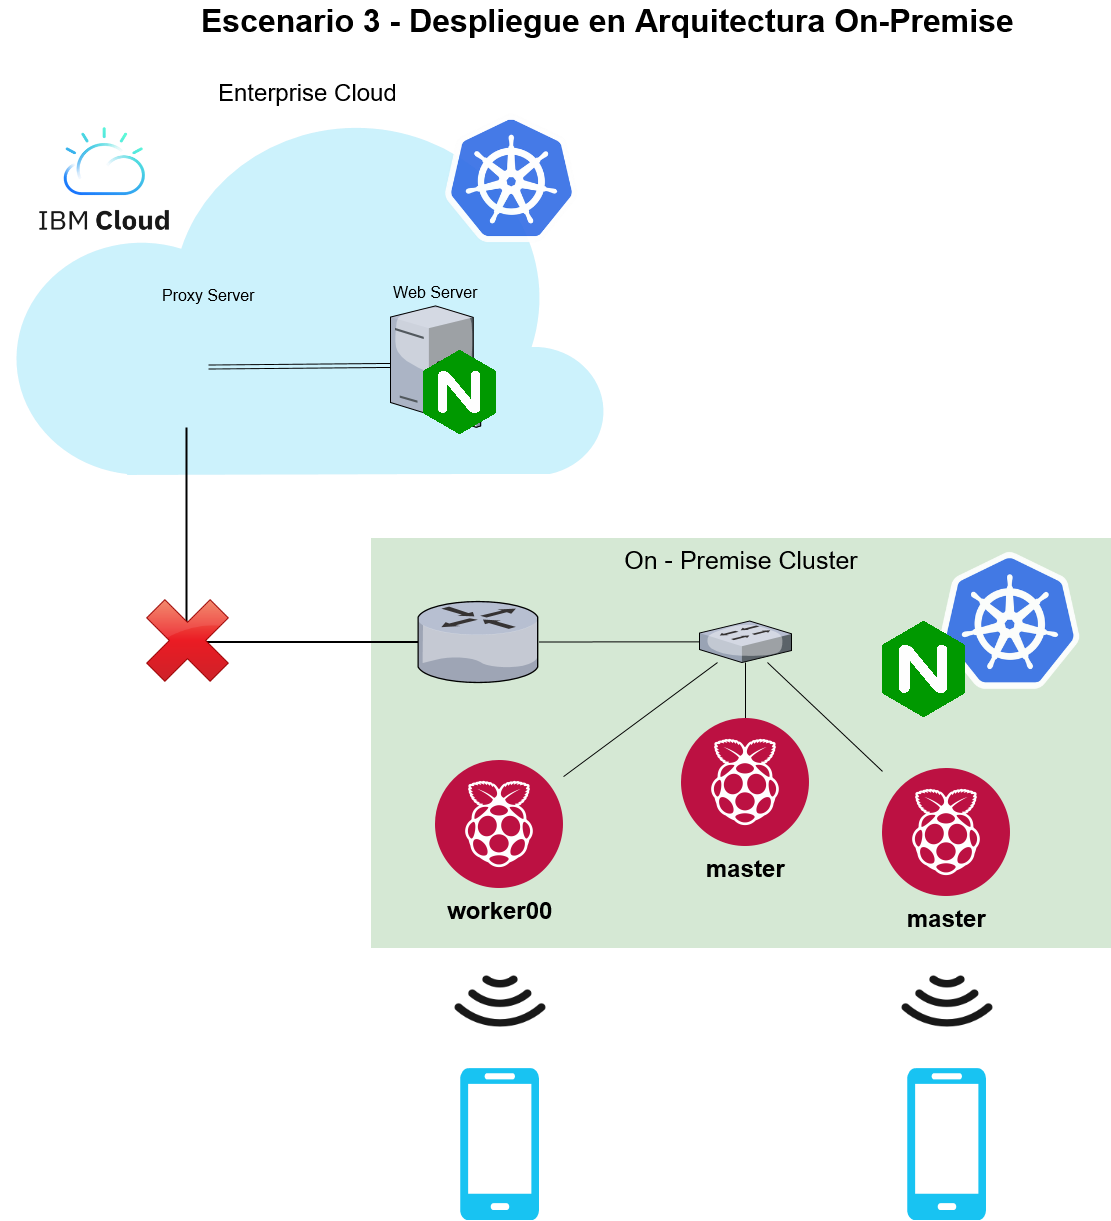 Escenario 3 - Despliegue en Arquitectura On-Premise
Enterprise Cloud
IBM Cloud
Proxy Server
Web Server
N
On - Premise Cluster
N
master
worker00
master